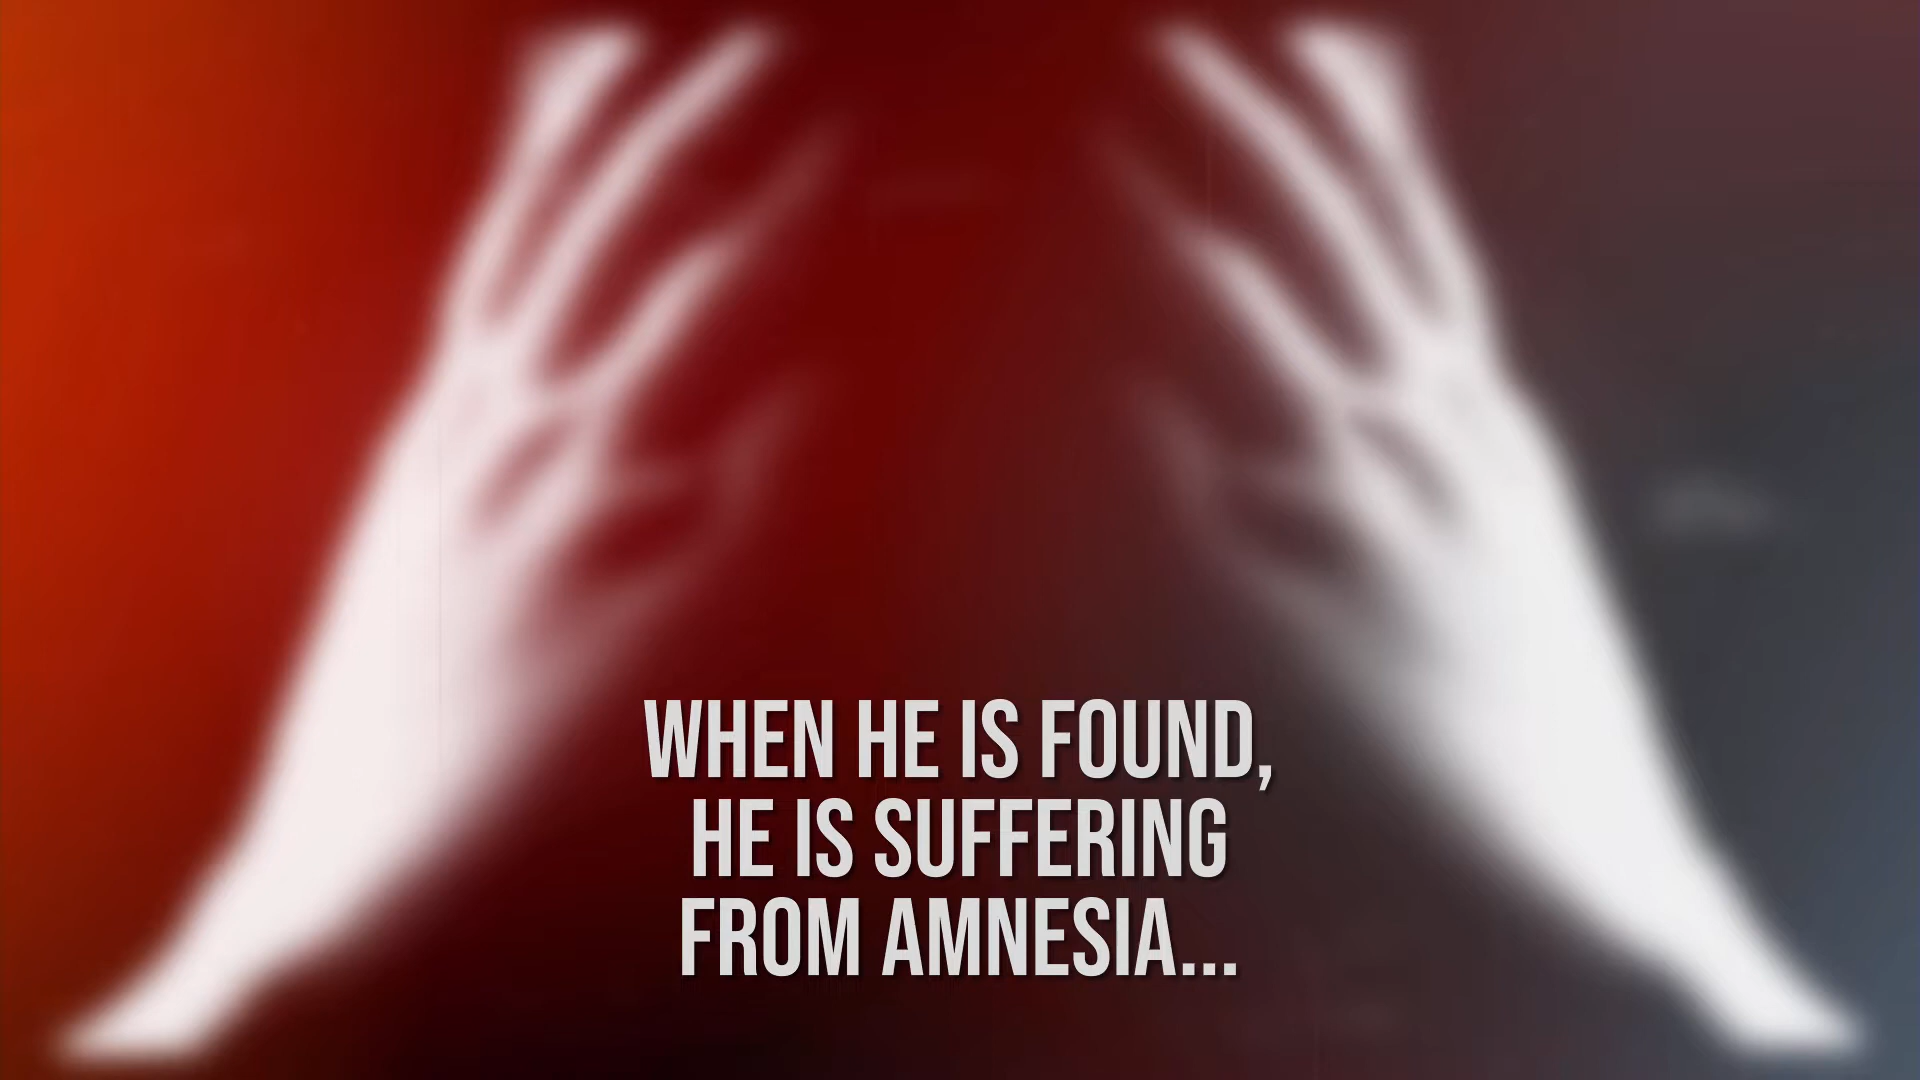 WHEN HE IS FOUND,
HE IS SUFFERING
FROM AMNESIA...